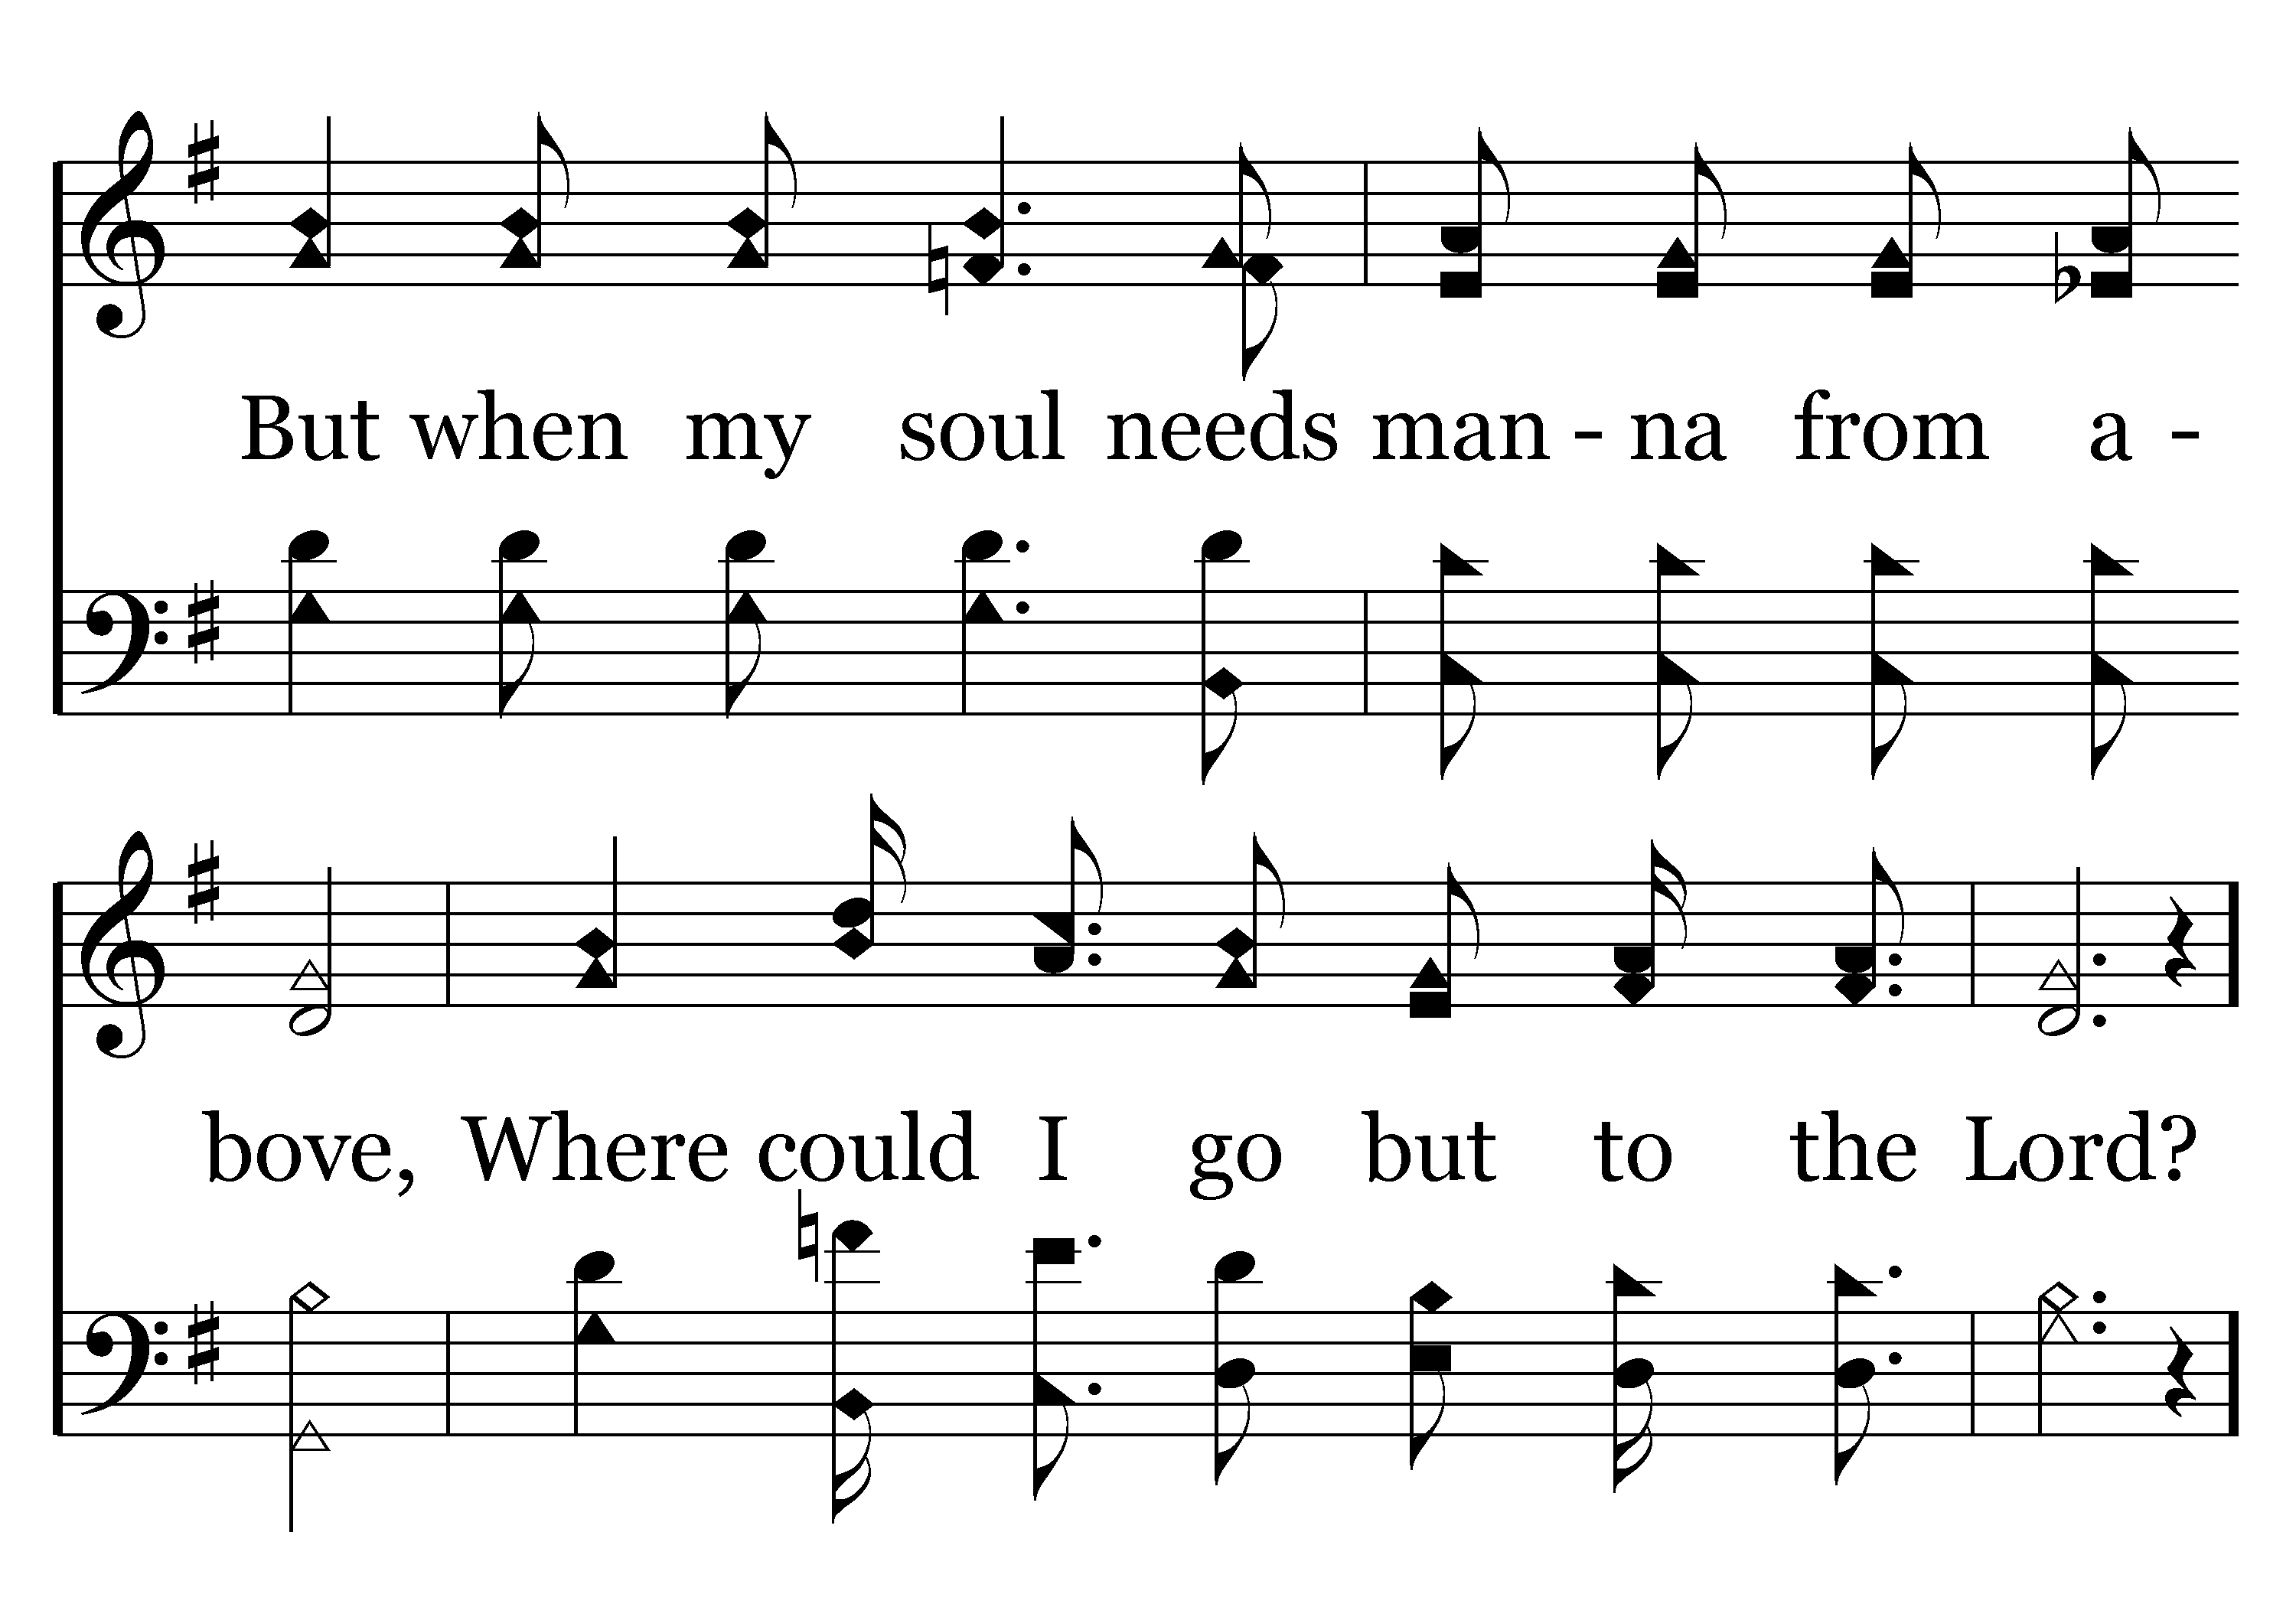 But when my soul needs man - na from a -
bove, Where could I go but to the Lord?